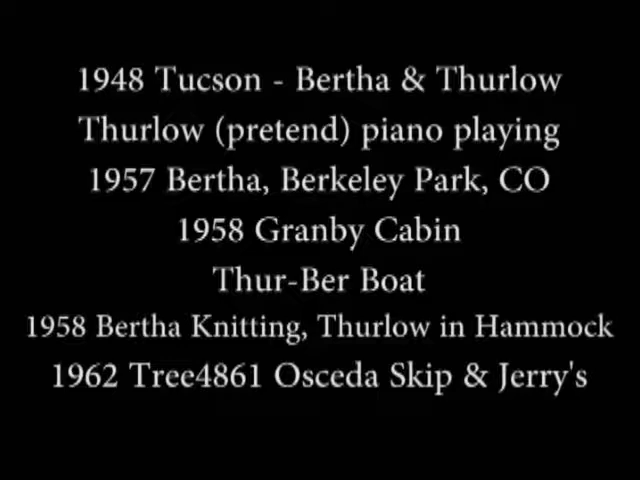 1948 Tucson - Bertha & Thurlow
Thurlow (pretend) piano playing
1957 Bertha, Berkeley Park, CO
1958 Granby Cabin
Thur-Ber Boat
1958 Bertha Knitting, Thurlow in Hammock
1962 Tree4861 Osceda Skip & Jerry's